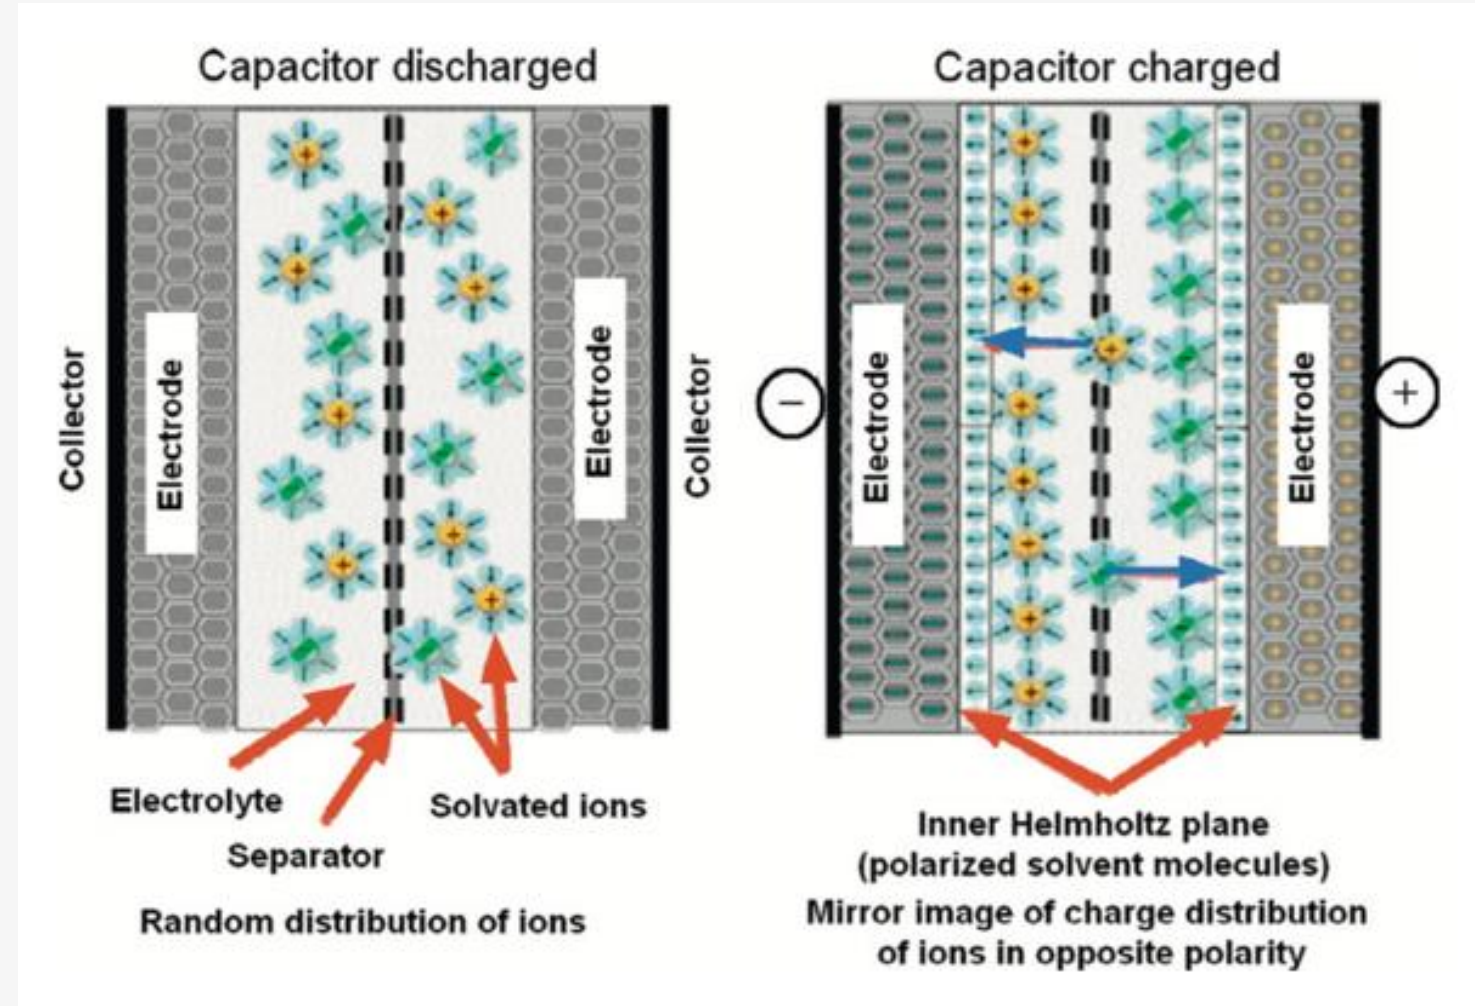 Capacitor discharged
Collector
Electrode
Electrode
Collector
Electrolyte
Separator
Solvated ions
Random distribution of ions
Capacitor charged
−
Electrode
Electrode
+
Inner Helmholtz plane
(polarized solvent molecules)
Mirror image of charge distribution
of ions in opposite polarity